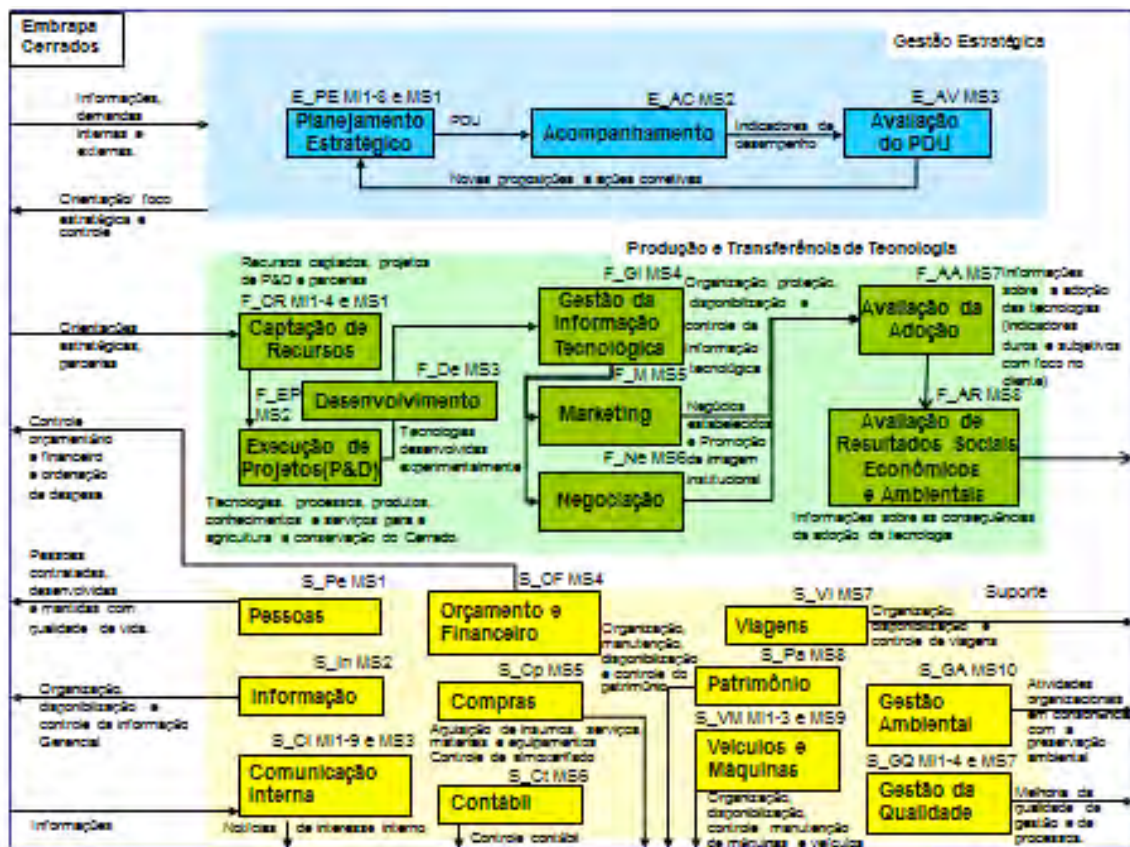 Embrapa
Cerrados
Gestão Estratégica
Informações,
demandas
internas e
externas.
E_PE MI1-6 e MS1
Planejamento
Estratégico
PDU
E_AC MS2
Acompanhamento
Indicadores de
desempenho
E_AV MS3
Avaliação
do PDU
Novas proposições e ações corretivas
Orientação/ foco
estratégica e
controle
Produção e Transferência de Tecnologia
Recursos captados, projetos
de P&D e parcerias
F_CR MI1-4 e MS1
Captação de
Recursos
Orientações
estratégicas,
parcerias
F_EP
MS2
F_De MS3
Desenvolvimento
Execução de
Projetos(P&D)
Tecnologias
desenvolvidas
experimentalmente
Tecnologias, processos, produtos,
conhecimentos e serviços para a
agricultura e conservação do Cerrado.
F_GI MS4
Gestão da
Informação
Tecnológica
Organização, proteção,
disponibilização e
controle da
informação
tecnológica
F_M MS5
Marketing
Negócios
estabelecidos
e Promoção
da imagem
institucional
F_Ne MS6
Negociação
F_AA MS7
Avaliação da
Adoção
Informações
sobre a adoção
das tecnologias
(indicadores
duros e subjetivos
com foco no
cliente)
F_AR MS8
Avaliação de
Resultados Sociais
Econômicos
e Ambientais
Informações sobre as consequências
da adoção da tecnologia
Controle
orçamentário
e financeiro
e ordenação
de despesa
Pessoas
contratadas,
desenvolvidas
e mantidas com
qualidade de vida.
S_Pe MS1
Pessoas
S_OF MS4
Orçamento e
Financeiro
Organização,
manutenção,
disponibilização
e controle do
patrimônio
S_Vi MS7
Viagens
Organização,
disponibilização e
controle de viagens
Suporte
S_In MS2
Informação
Organização,
disponibilização e
controle da informação
Gerencial
S_Cp MS5
Compras
Aquisição de insumos, serviços,
materiais e equipamentos
Controle de almoxarifado
S_Pa MS8
Patrimônio
S_GA MS10
Gestão
Ambiental
Atividades
organizacionais
em consonância
com a
preservação
ambiental
S_CI MI1-9 e MS3
Comunicação
Interna
Informações
Notícias de interesse interno
S_Ct MS6
Contábil
Controle contábil
S_VM MI1-3 e MS9
Veículos e
Máquinas
Organização,
disponibilização,
controle manutenção
de máquinas e veículos
S_GQ MI1-4 e MS7
Gestão da
Qualidade
Melhoria da
qualidade de
gestão e de
processos.